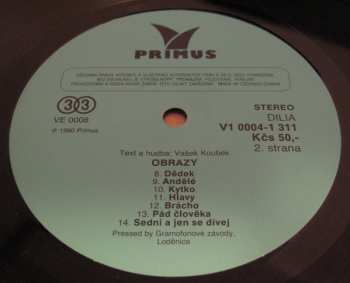 PRIMUS
33
VE 0008
℗ 1990 Primus
STEREO
DILIA
V1 0004-1 311
Kčs 50,-
2. strana
Text a hudba: Vašek Koubek
OBRAZY
8. Dědek
9. Andělé
10. Kytko
11. Hlavy
12. Brácho
13. Pád člověka
14. Sedni a jen se dívej
Pressed by Gramofonové závody,
Loděnice